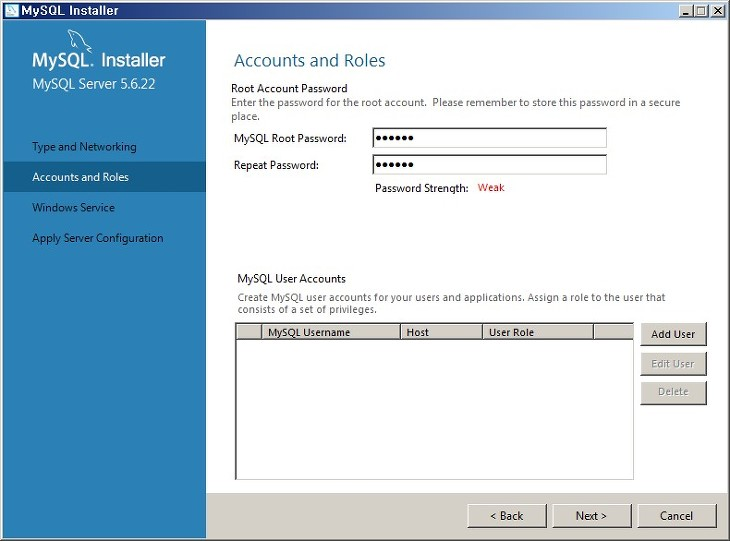 MySQL Installer
MySQL. Installer
MySQL Server 5.6.22
Type and Networking
Accounts and Roles
Windows Service
Apply Server Configuration
Accounts and Roles
Root Account Password
Enter the password for the root account. Please remember to store this password in a secure
place.
MySQL Root Password: ●●●●●●
Repeat Password: ●●●●●●
Password Strength: Weak
MySQL User Accounts
Create MySQL user accounts for your users and applications. Assign a role to the user that
consists of a set of privileges.
MySQL Username Host User Role
Add User
Edit User
Delete
< Back Next > Cancel